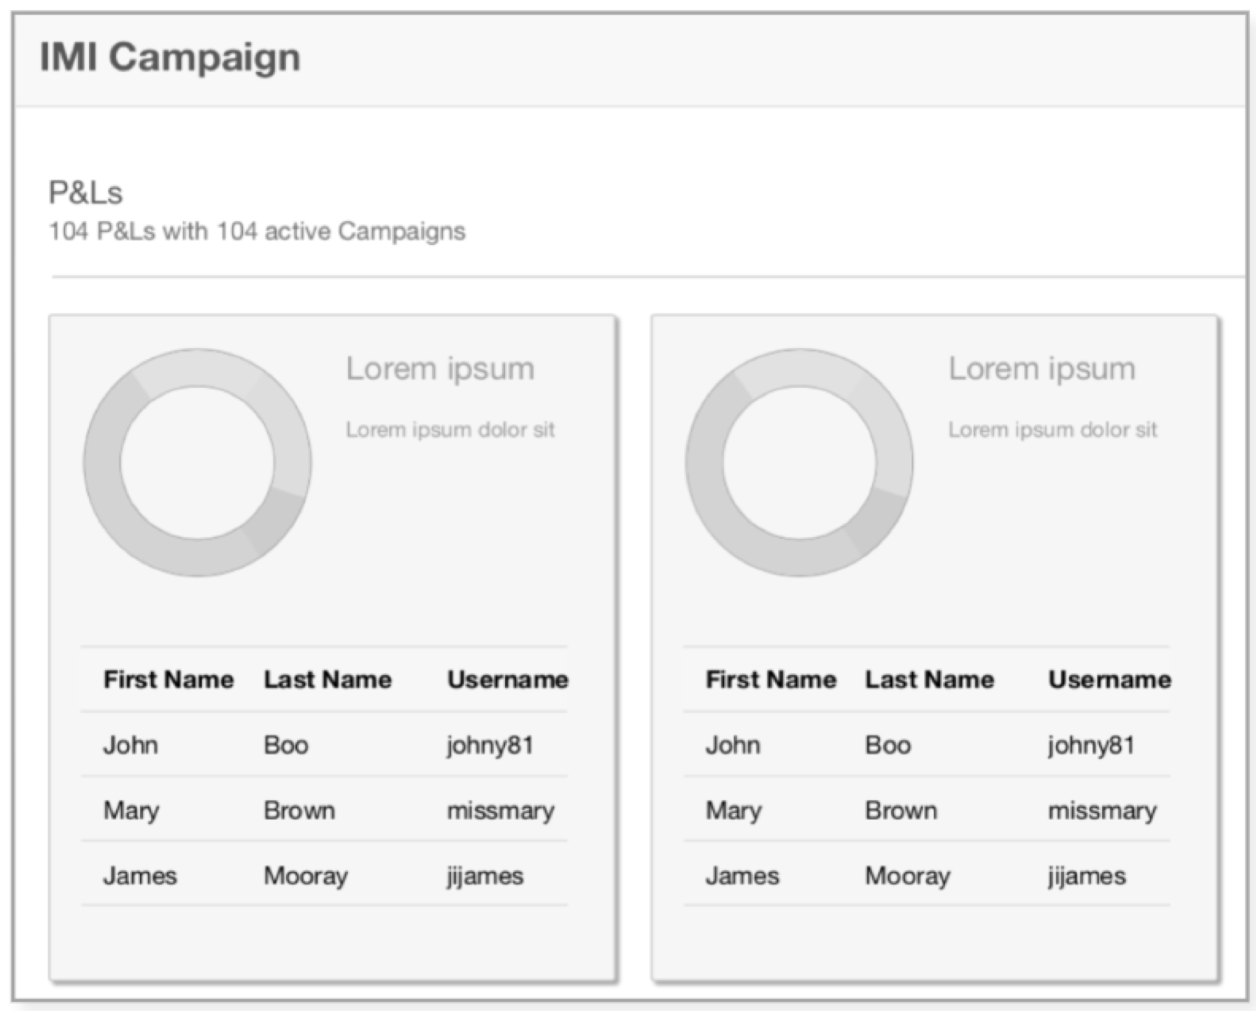 IMI Campaign
P&Ls
104 P&Ls with 104 active Campaigns
Lorem ipsum
Lorem ipsum dolor sit
First Name Last Name Username
John Boo johny81
Mary Brown missmary
James Mooray jijames
Lorem ipsum
Lorem ipsum dolor sit
First Name Last Name Username
John Boo johny81
Mary Brown missmary
James Mooray jijames